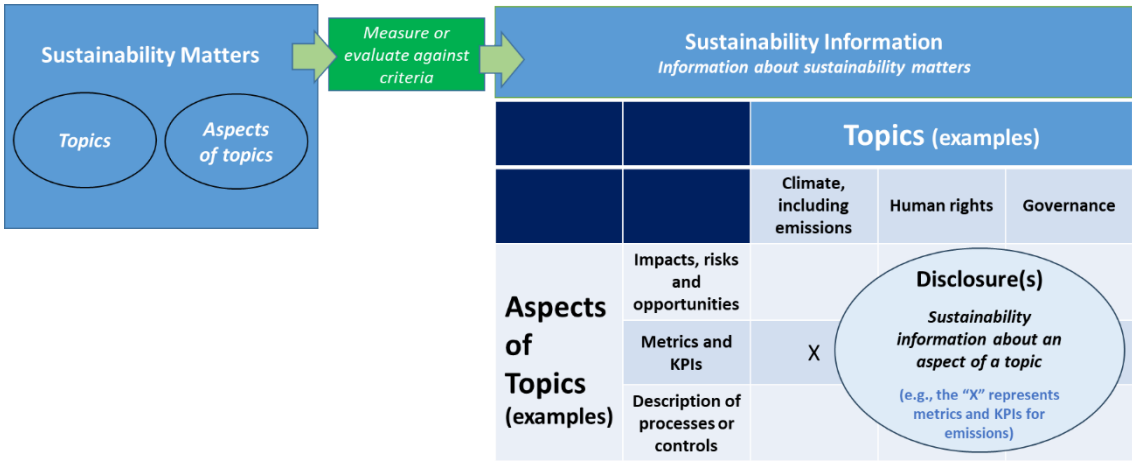 Sustainability Matters
Topics
Aspects
of topics
Measure or
evaluate against
criteria
Sustainability Information
Information about sustainability matters
Topics (examples)
Climate,
including
emissions
Human rights
Governance
Aspects
of
Topics
(examples)
Impacts, risks
and
opportunities
Metrics and
KPIs
X
Description of
processes or
controls
Disclosure(s)
Sustainability
information about an
aspect of a topic
(e.g., the “X” represents
metrics and KPIs for
emissions)